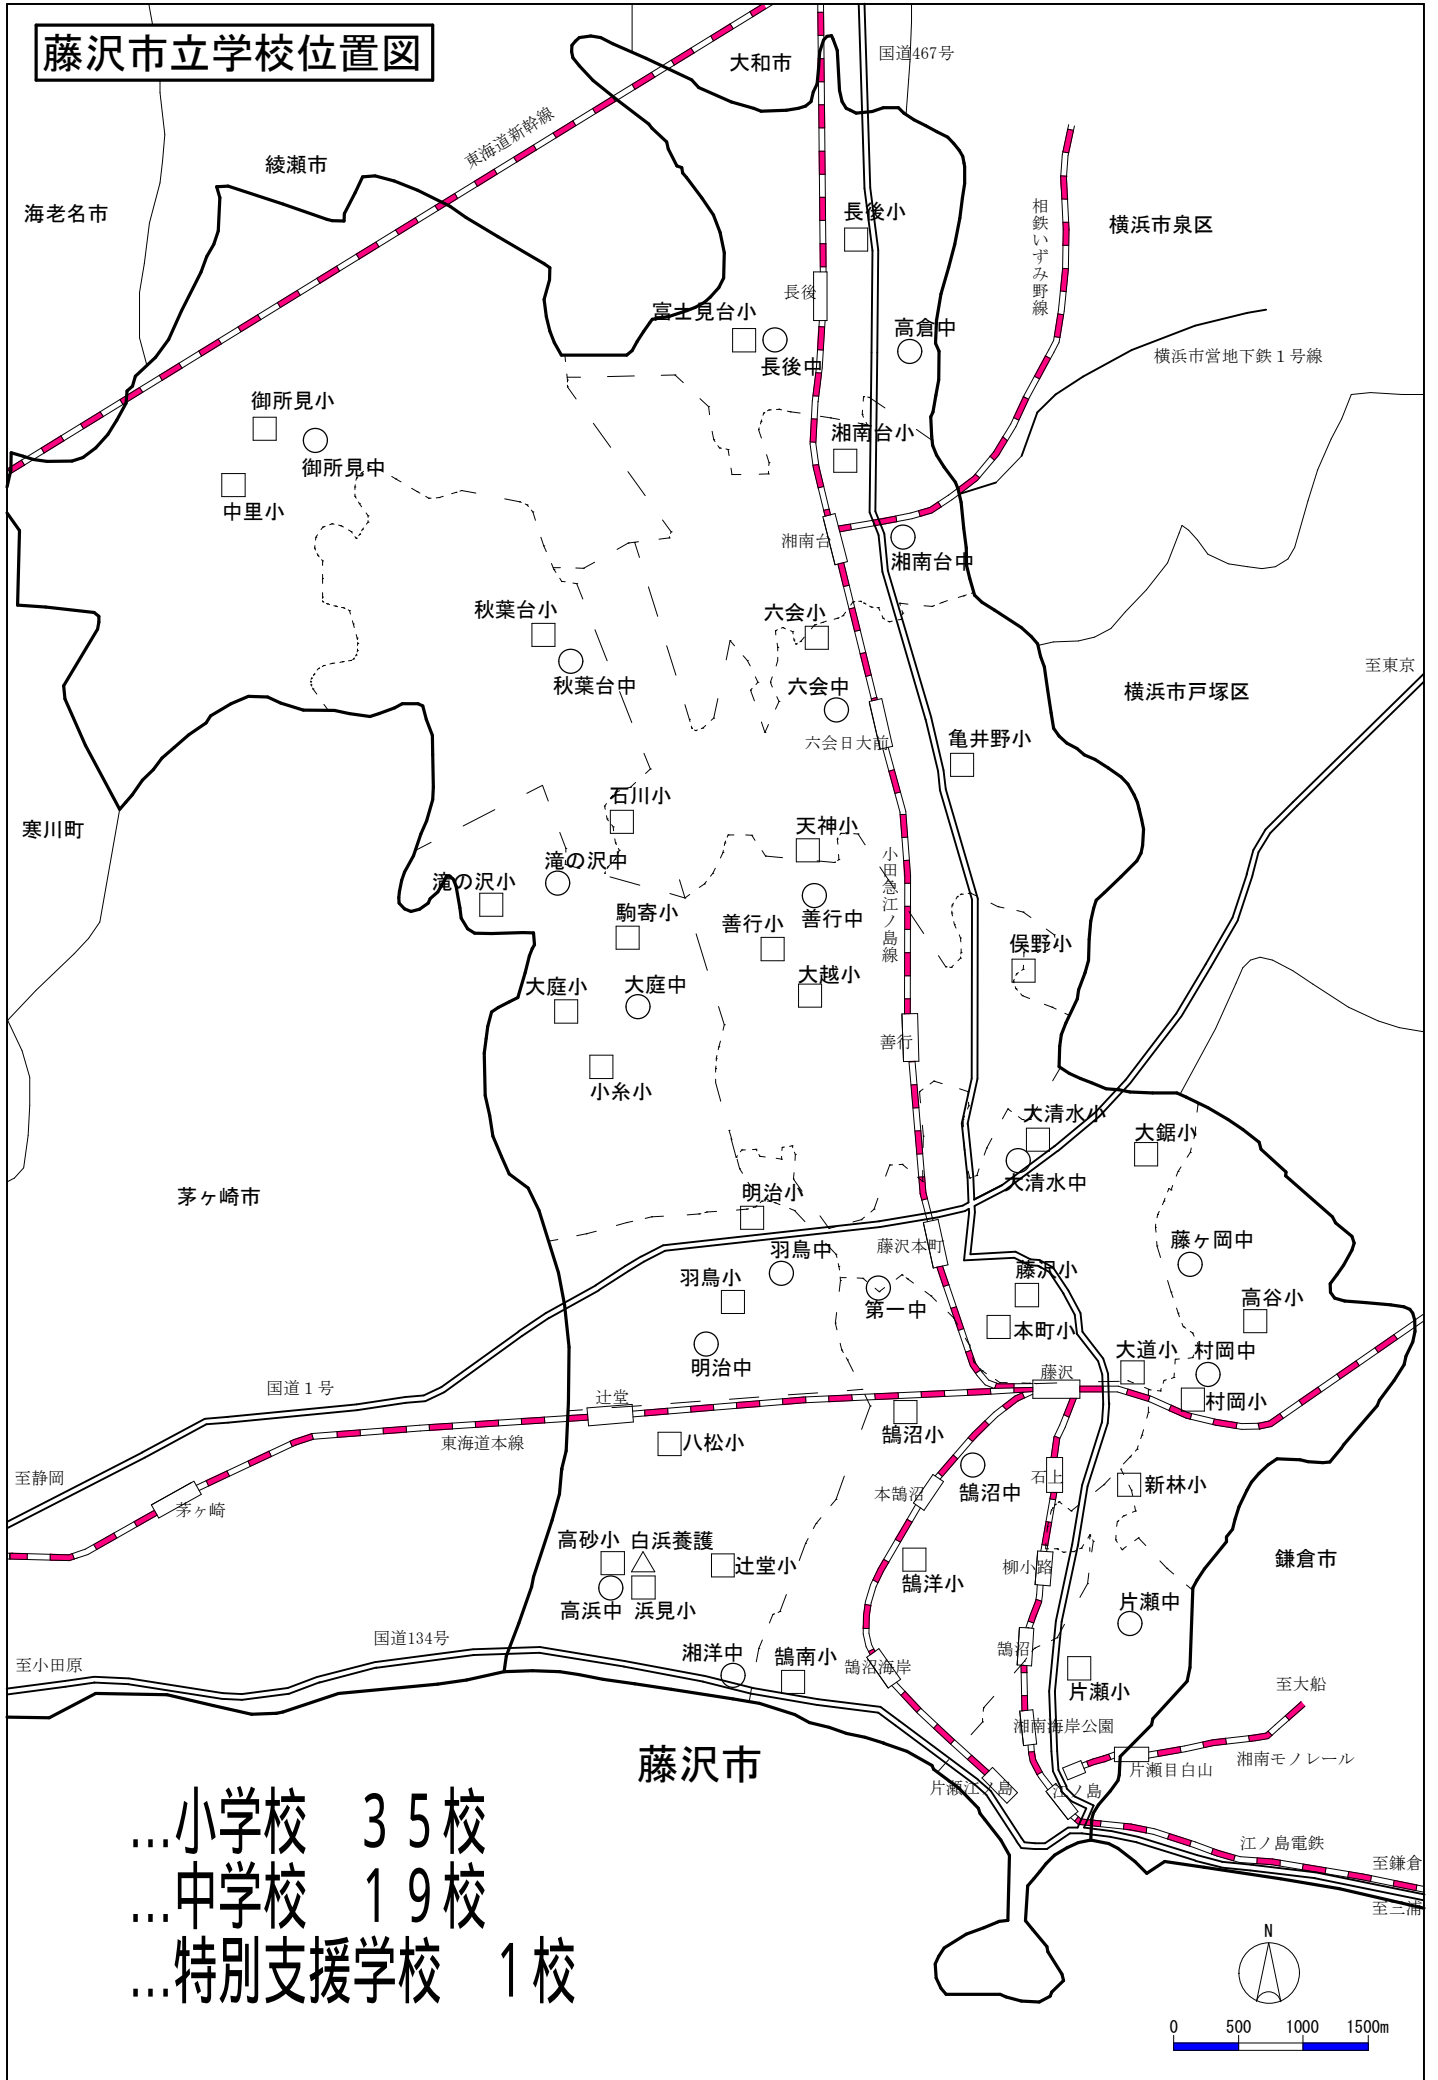 藤沢市立学校位置図
大和市
国道467号
東海道新幹線
綾瀬市
海老名市
長後小
相鉄いずみ野線
横浜市泉区
長後
富士見台小
高倉中
長後中
横浜市営地下鉄１号線
御所見小
湘南台小
御所見中
中里小
湘南台
湘南台中
秋葉台小
六会小
至東京
秋葉台中
六会中
横浜市戸塚区
六会日大前
亀井野小
石川小
寒川町
天神小
滝の沢中
小田急江ノ島線
滝の沢小
駒寄小
善行小
善行中
俣野小
大庭小
大庭中
大越小
善行
小糸小
大清水小
大鋸小
大清水中
茅ヶ崎市
明治小
羽鳥中
藤沢本町
藤ヶ岡中
羽鳥小
藤沢小
第一中
高谷小
本町小
明治中
大道小
村岡中
藤沢
国道１号
辻堂
村岡小
鵠沼小
東海道本線
八松小
至静岡
石上
新林小
本鵠沼
鵠沼中
茅ヶ崎
高砂小
白浜養護
辻堂小
柳小路
鎌倉市
鵠洋小
高浜中
浜見小
片瀬中
国道134号
鵠沼
湘洋中
鵠南小
至小田原
鵠沼海岸
至大船
片瀬小
湘南海岸公園
藤沢市
湘南モノレール
片瀬目白山
片瀬江ノ島
江ノ島
…小学校　３５校
江ノ島電鉄
至鎌倉
…中学校　１９校
至三浦
…特別支援学校　１校
N
0 500 1000 1500m